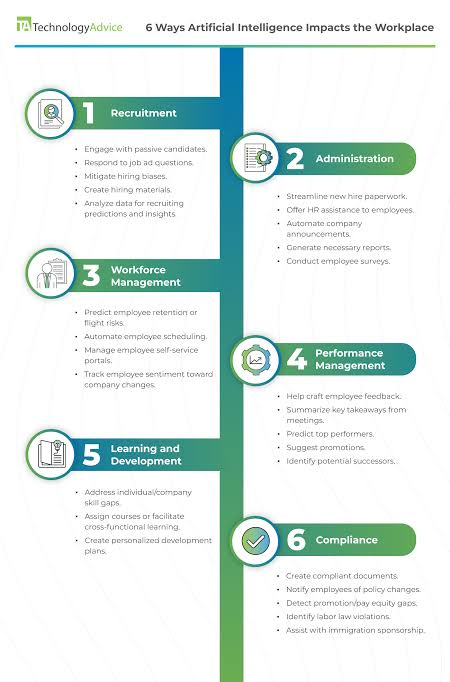 TA TechnologyAdvice
6 Ways Artificial Intelligence Impacts the Workplace
1 Recruitment
• Engage with passive candidates.
• Respond to job ad questions.
• Mitigate hiring biases.
• Create hiring materials.
• Analyze data for recruiting
predictions and insights.
2 Administration
• Streamline new hire paperwork.
• Offer HR assistance to employees.
• Automate company
announcements.
• Generate necessary reports.
• Conduct employee surveys.
3 Workforce
Management
• Predict employee retention or
flight risks.
• Automate employee scheduling.
• Manage employee self-service
portals.
• Track employee sentiment toward
company changes.
4 Performance
Management
• Help craft employee feedback.
• Summarize key takeaways from
meetings.
• Predict top performers.
• Suggest promotions.
• Identify potential successors.
5 Learning and
Development
• Address individual/company
skill gaps.
• Assign courses or facilitate
cross-functional learning.
• Create personalized development
plans.
6 Compliance
• Create compliant documents.
• Notify employees of policy changes.
• Detect promotion/pay equity gaps.
• Identify labor law violations.
• Assist with immigration sponsorship.